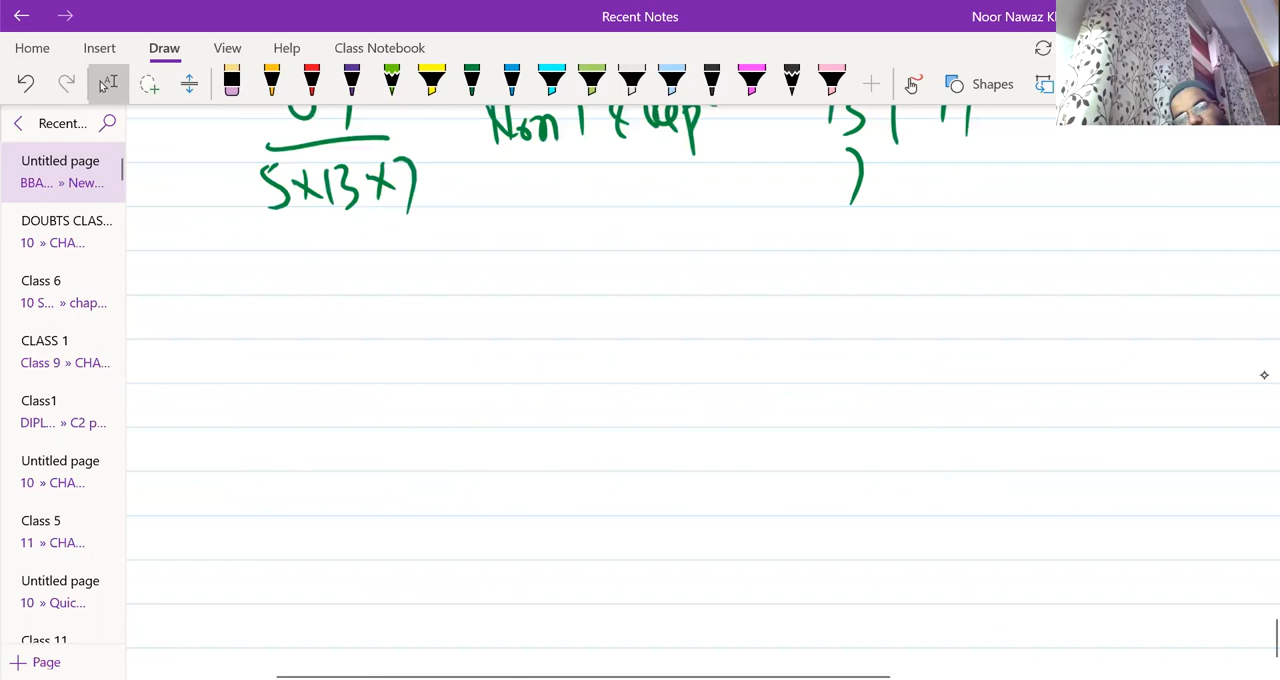 Recent Notes
Noor Nawaz K
Home Insert Draw View Help Class Notebook
Shapes
Recent...
Untitled page
BBA... » New...
DOUBTS CLAS...
10 » CHA...
Class 6
10 S... » chap...
CLASS 1
Class 9 » CHA...
Class1
DIPL... » C2 p...
Untitled page
10 » CHA...
Class 5
11 » CHA...
Untitled page
10 » Quic...
Class 11
Page
Non T & Rep
5×13×7